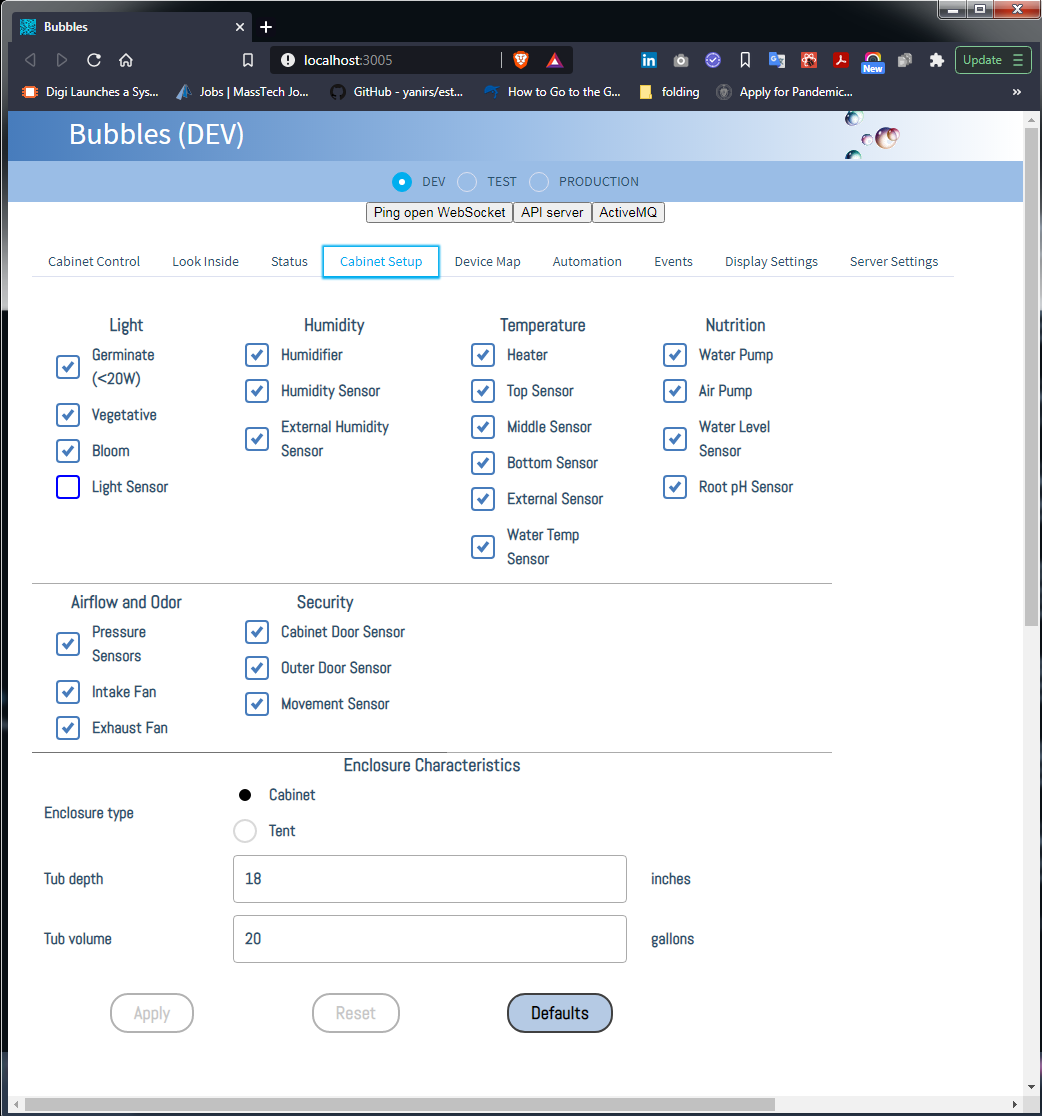 Bubbles
localhost:3005
New
Update
Digi Launches a Sys...
Jobs | MassTech Jo...
GitHub - yanirs/est...
How to Go to the G...
folding
Apply for Pandemic...
»
Bubbles (DEV)
DEV
TEST
PRODUCTION
Ping open WebSocket
API server
ActiveMQ
Cabinet Control
Look Inside
Status
Cabinet Setup
Device Map
Automation
Events
Display Settings
Server Settings
Light
Germinate
(<20W)
Vegetative
Bloom
Light Sensor
Humidity
Humidifier
Humidity Sensor
External Humidity
Sensor
Temperature
Heater
Top Sensor
Middle Sensor
Bottom Sensor
External Sensor
Water Temp
Sensor
Nutrition
Water Pump
Air Pump
Water Level
Sensor
Root pH Sensor
Airflow and Odor
Pressure
Sensors
Intake Fan
Exhaust Fan
Security
Cabinet Door Sensor
Outer Door Sensor
Movement Sensor
Enclosure Characteristics
Enclosure type
Cabinet
Tent
Tub depth
18
inches
Tub volume
20
gallons
Apply
Reset
Defaults